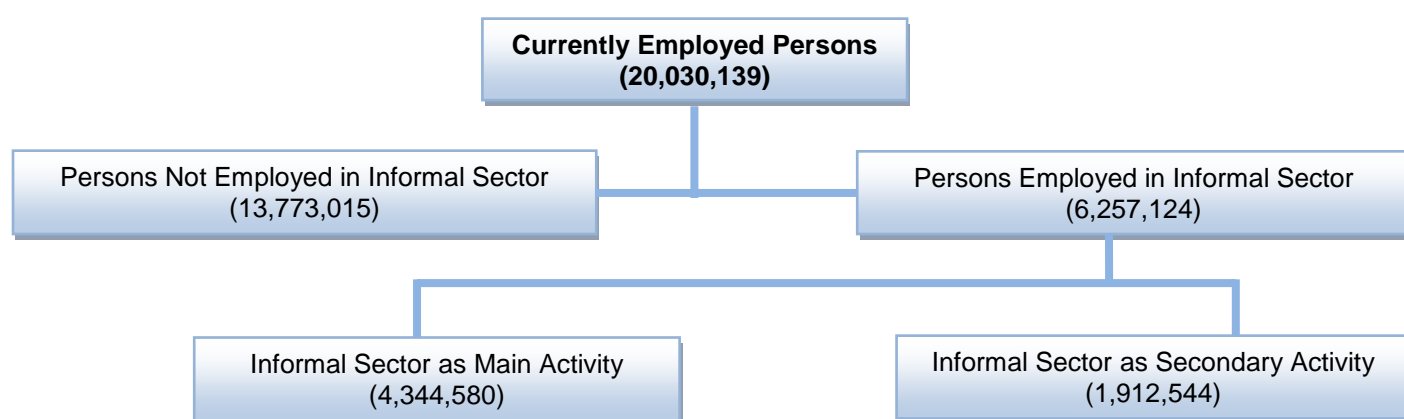 Currently Employed Persons
(20,030,139)
Persons Not Employed in Informal Sector
(13,773,015)
Persons Employed in Informal Sector
(6,257,124)
Informal Sector as Main Activity
(4,344,580)
Informal Sector as Secondary Activity
(1,912,544)